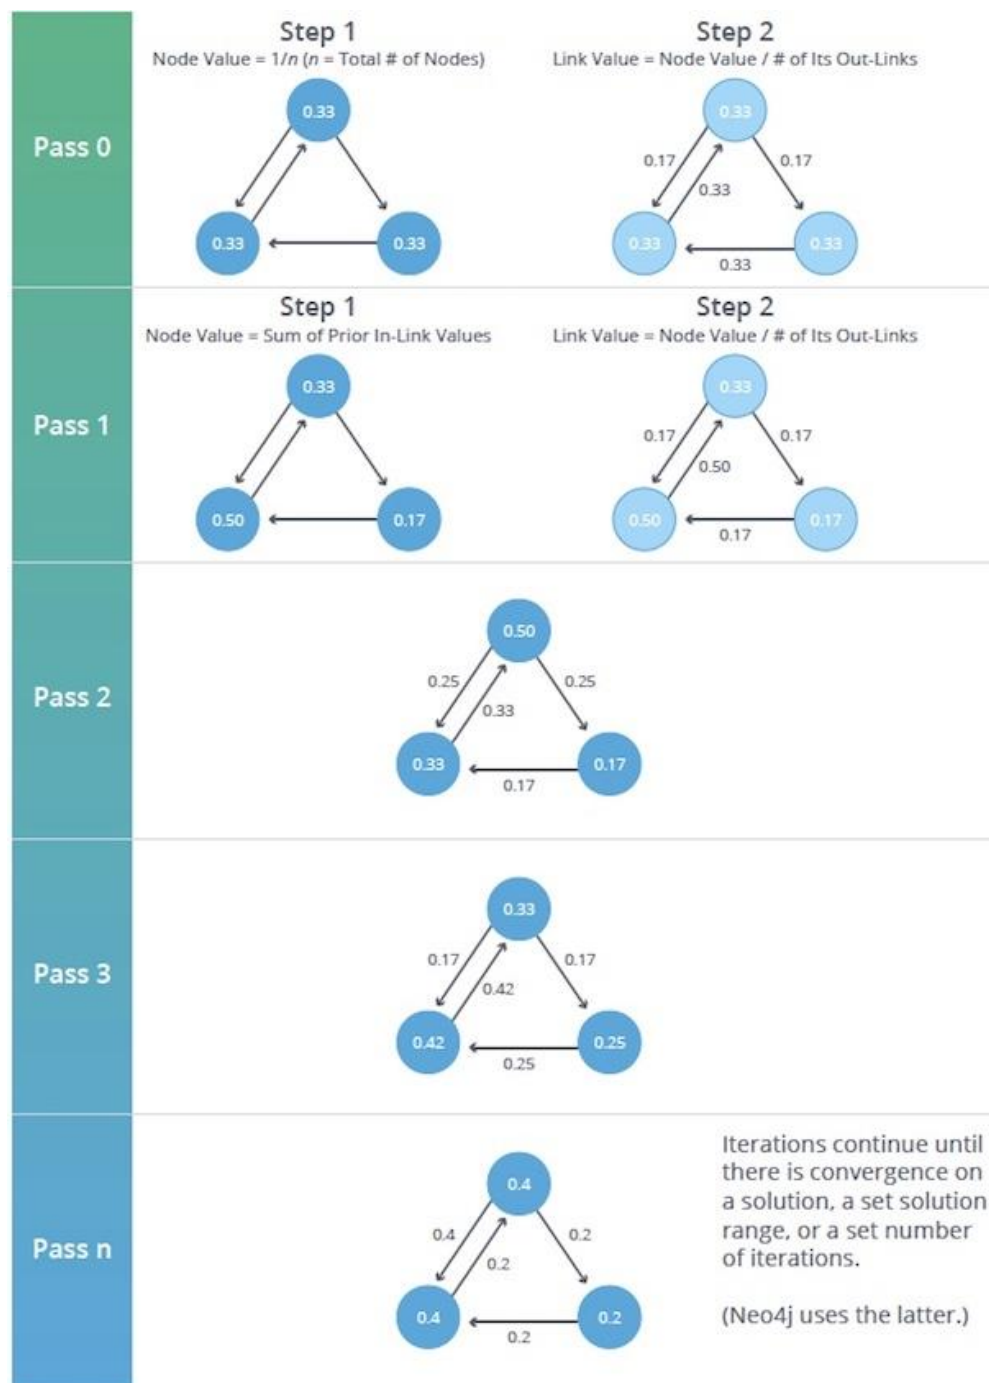 Pass 0
Step 1
Node Value = 1/n (n = Total # of Nodes)
0.33
0.33
0.33
Step 2
Link Value = Node Value / # of Its Out-Links
0.33
0.17
0.17
0.33
0.33
0.33
0.33
Pass 1
Step 1
Node Value = Sum of Prior In-Link Values
0.33
0.50
0.17
Step 2
Link Value = Node Value / # of Its Out-Links
0.33
0.17
0.17
0.50
0.50
0.17
0.17
Pass 2
0.50
0.25
0.25
0.33
0.33
0.17
0.17
Pass 3
0.33
0.17
0.17
0.42
0.42
0.25
0.25
Pass n
0.4
0.4
0.2
0.2
0.4
0.2
0.2
Iterations continue until
there is convergence on
a solution, a set solution
range, or a set number
of iterations.
(Neo4j uses the latter.)